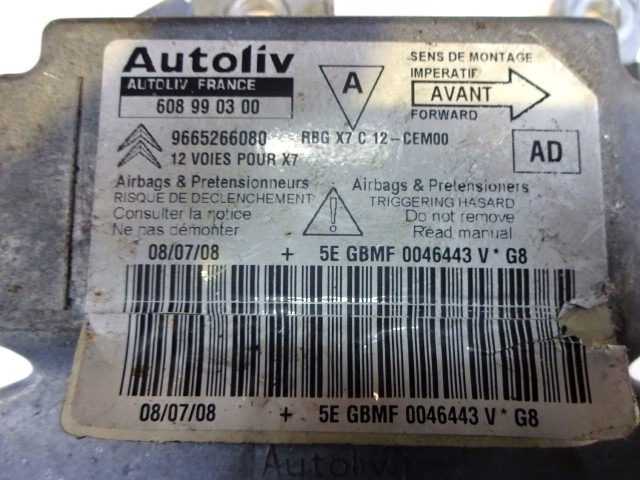 Autoliv
AUTOLIV FRANCE
608 99 03 00
A
SENS DE MONTAGE
IMPERATIF
AVANT
FORWARD
9665266080 RBG X7 C 12-CEM00
12 VOIES POUR X7
AD
Airbags & Pretensionneurs
RISQUE DE DECLENCHEMENT
Consulter la notice
Ne pas démonter
Airbags & Pretensioners
TRIGGERING HASARD
Do not remove
Read manual
08/07/08 + 5E GBMF 0046443 V * G8
08/07/08 + 5E GBMF 0046443 V * G8
Autoliv